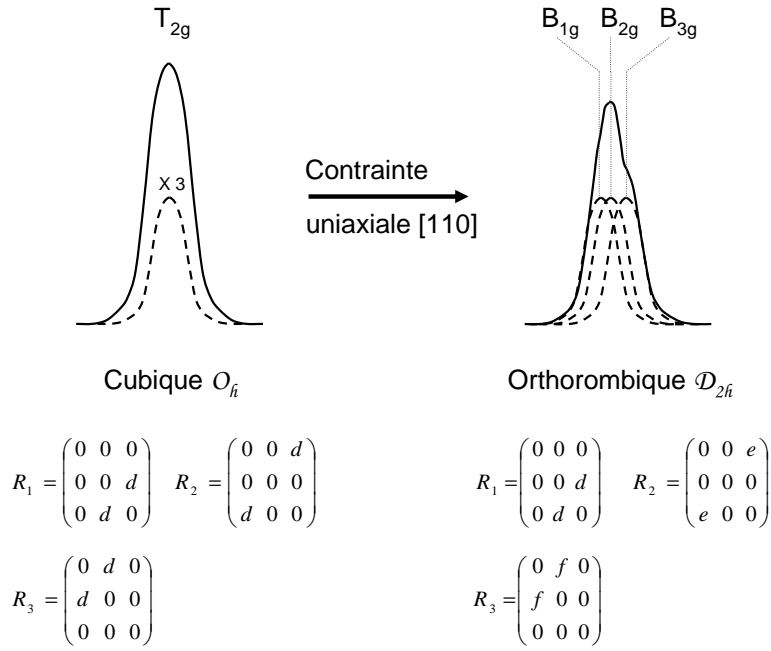 T2g
B1g B2g B3g
X 3
Contrainte
uniaxiale [110]
Cubique Oh
Orthorombique D2h
R1 = (0 0 0
0 0 d
0 d 0)
R2 = (0 0 d
0 0 0
d 0 0)
R1 = (0 0 0
0 0 d
0 d 0)
R2 = (0 0 e
0 0 0
e 0 0)
R3 = (0 d 0
d 0 0
0 0 0)
R3 = (0 f 0
f 0 0
0 0 0)